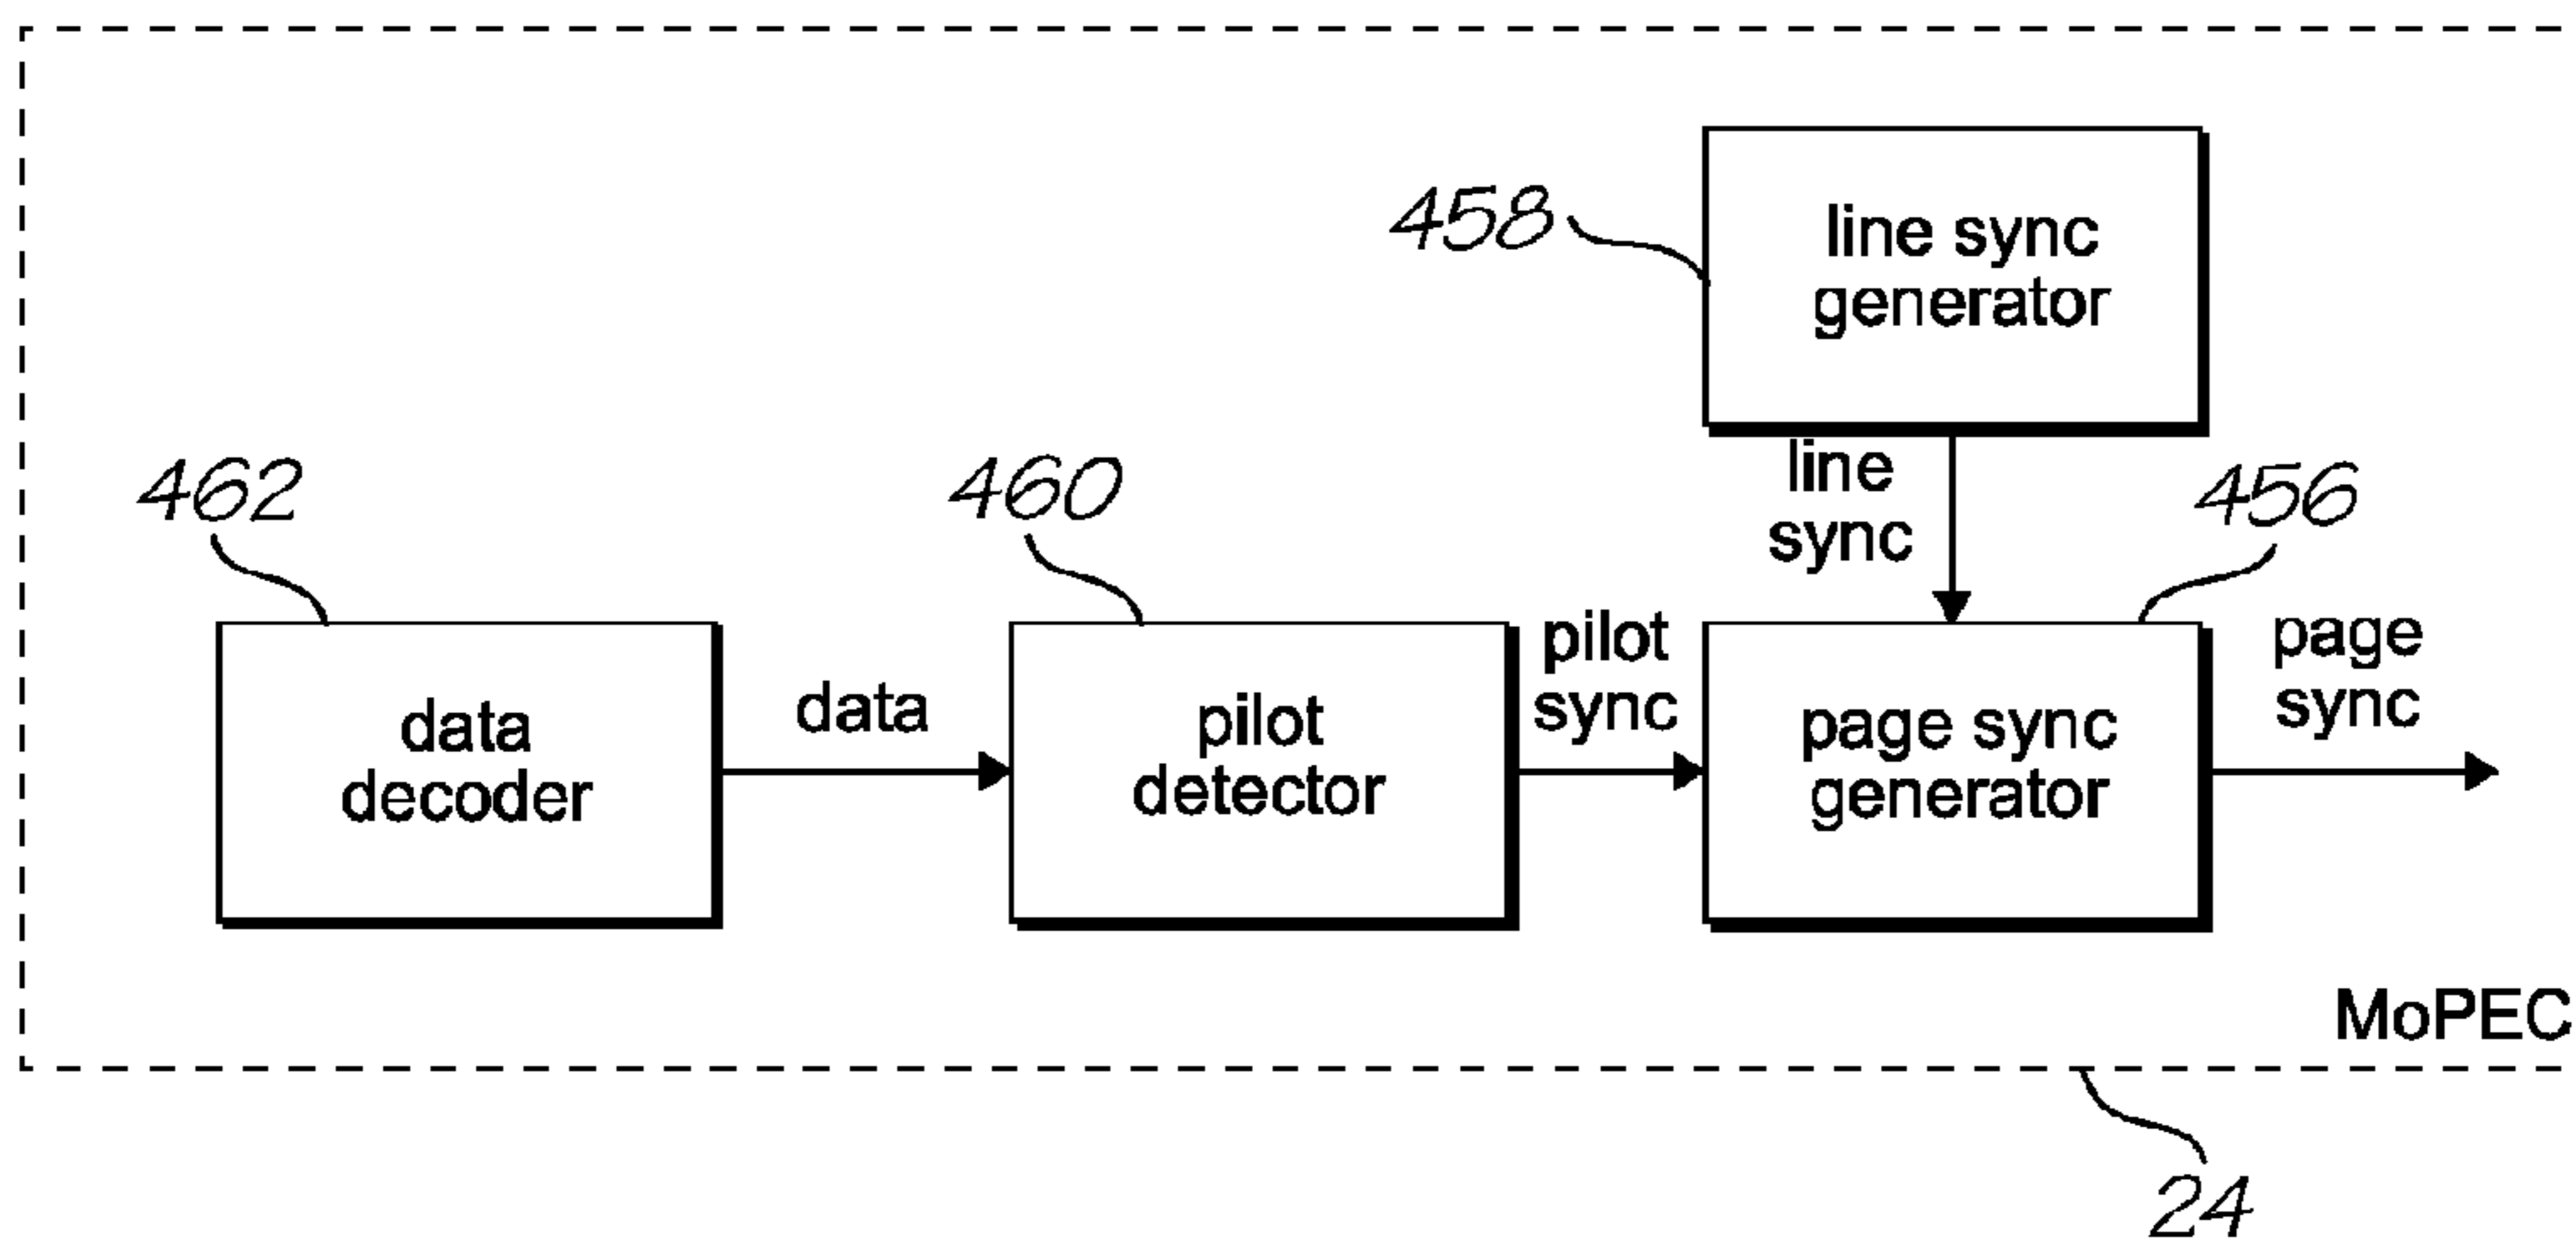 458
line sync
generator
line
sync
462
460
456
data
decoder
data
pilot
detector
pilot
sync
page sync
generator
page
sync
MoPEC
24